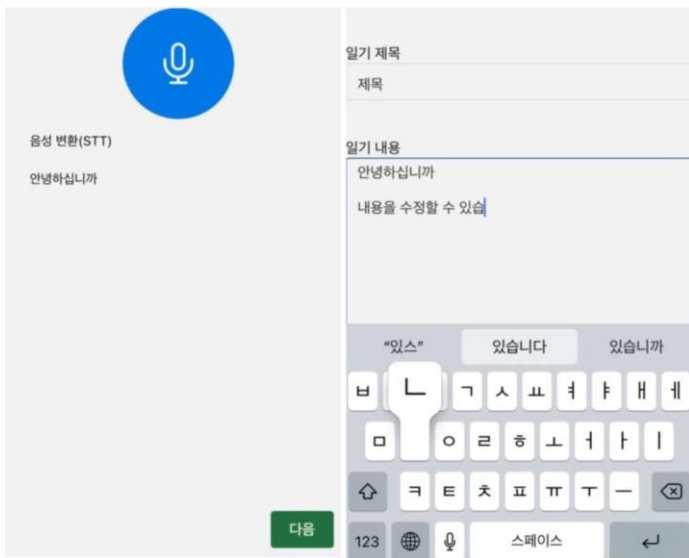 음성 변환(STT)
안녕하십니까
다음
일기 제목
제목
일기 내용
안녕하십니까
내용을 수정할 수 있습
“있스” 있습니다 있습니까
ㅂ ㄴ ㄱ ㅅ ㅛ ㅕ ㅑ ㅐ ㅔ
ㅁ ㅇ ㄹ ㅎ ㅗ ㅓ ㅏ ㅣ
ㅋ ㅌ ㅊ ㅍ ㅠ ㅜ ㅡ
123 스페이스